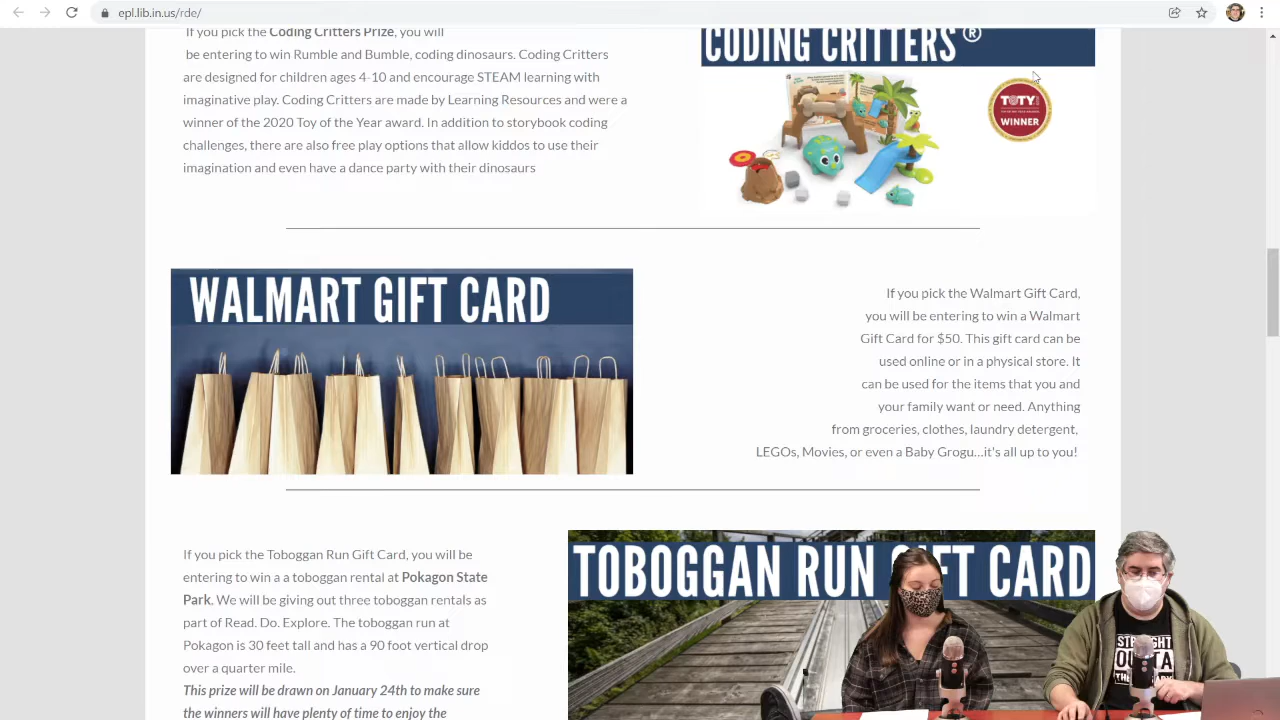 epl.lib.in.us/rde/
If you pick the Coding Critters Prize, you will
be entering to win Rumble and Bumble, coding dinosaurs. Coding Critters
are designed for children ages 4-10 and encourage STEAM learning with
imaginative play. Coding Critters are made by Learning Resources and were a
winner of the 2020 Toy of the Year award. In addition to storybook coding
challenges, there are also free play options that allow kiddos to use their
imagination and even have a dance party with their dinosaurs
CODING CRITTERS®
TOTY
WINNER
WALMART GIFT CARD
If you pick the Walmart Gift Card,
you will be entering to win a Walmart
Gift Card for $50. This gift card can be
used online or in a physical store. It
can be used for the items that you and
your family want or need. Anything
from groceries, clothes, laundry detergent,
LEGOs, Movies, or even a Baby Grogu...it's all up to you!
If you pick the Toboggan Run Gift Card, you will be
entering to win a a toboggan rental at Pokagon State
Park. We will be giving out three toboggan rentals as
part of Read. Do. Explore. The toboggan run at
Pokagon is 30 feet tall and has a 90 foot vertical drop
over a quarter mile.
This prize will be drawn on January 24th to make sure
the winners will have plenty of time to enjoy the
TOBOGGAN RUN GIFT CARD
STRAIGHT
OUTTA